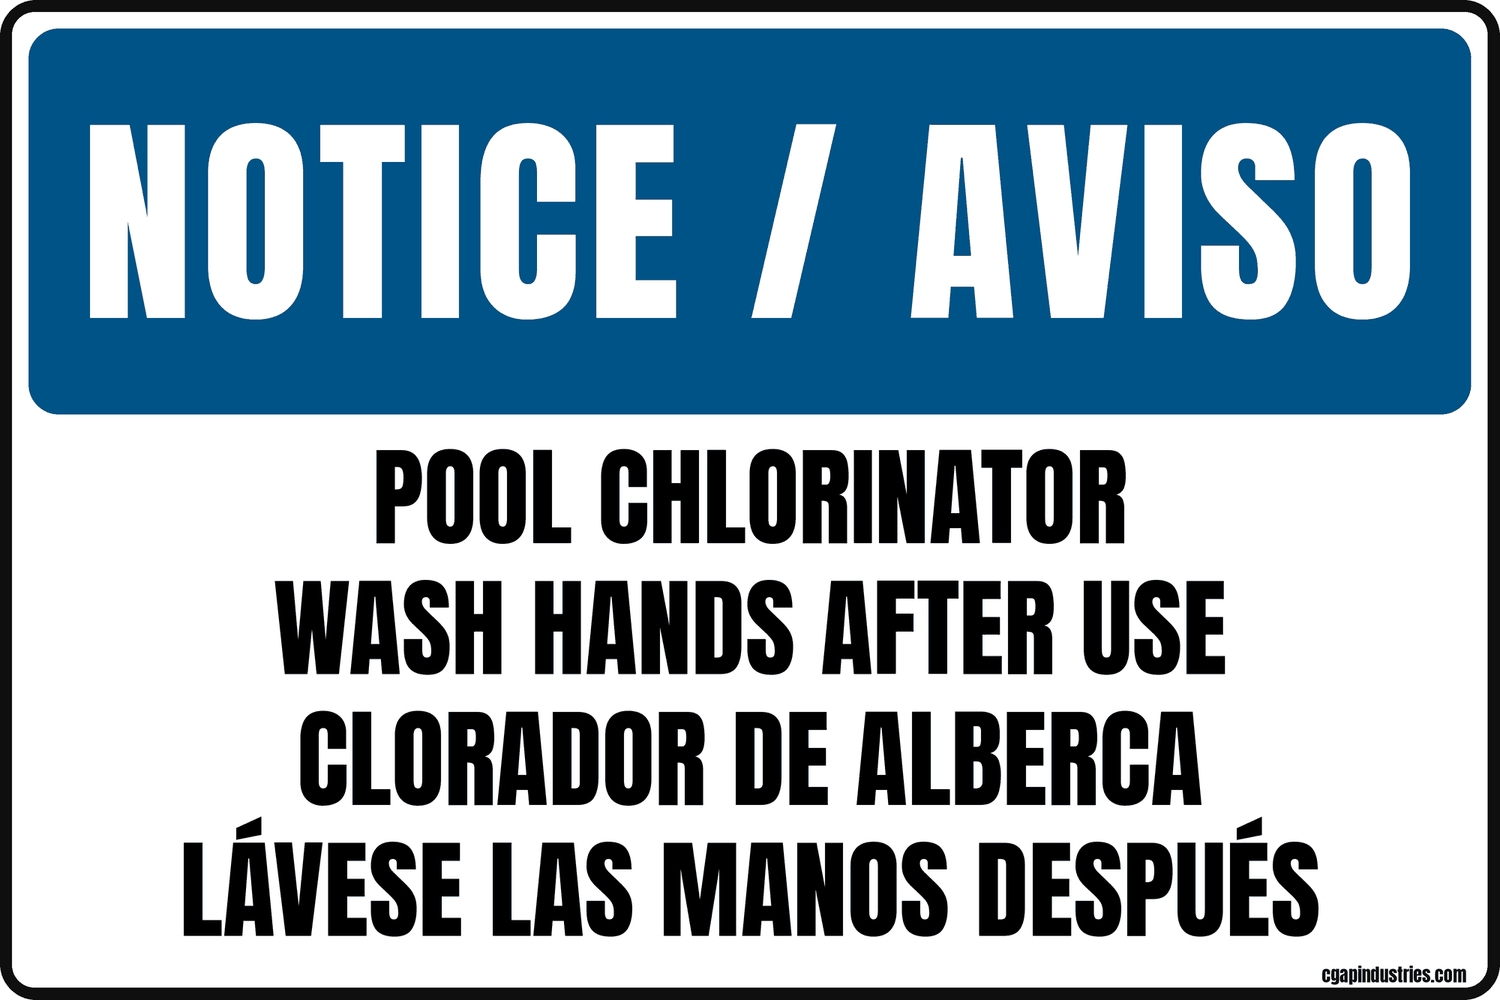 NOTICE / AVISO
POOL CHLORINATOR
WASH HANDS AFTER USE
CLORADOR DE ALBERCA
LÁVESE LAS MANOS DESPUÉS
cgapindustries.com